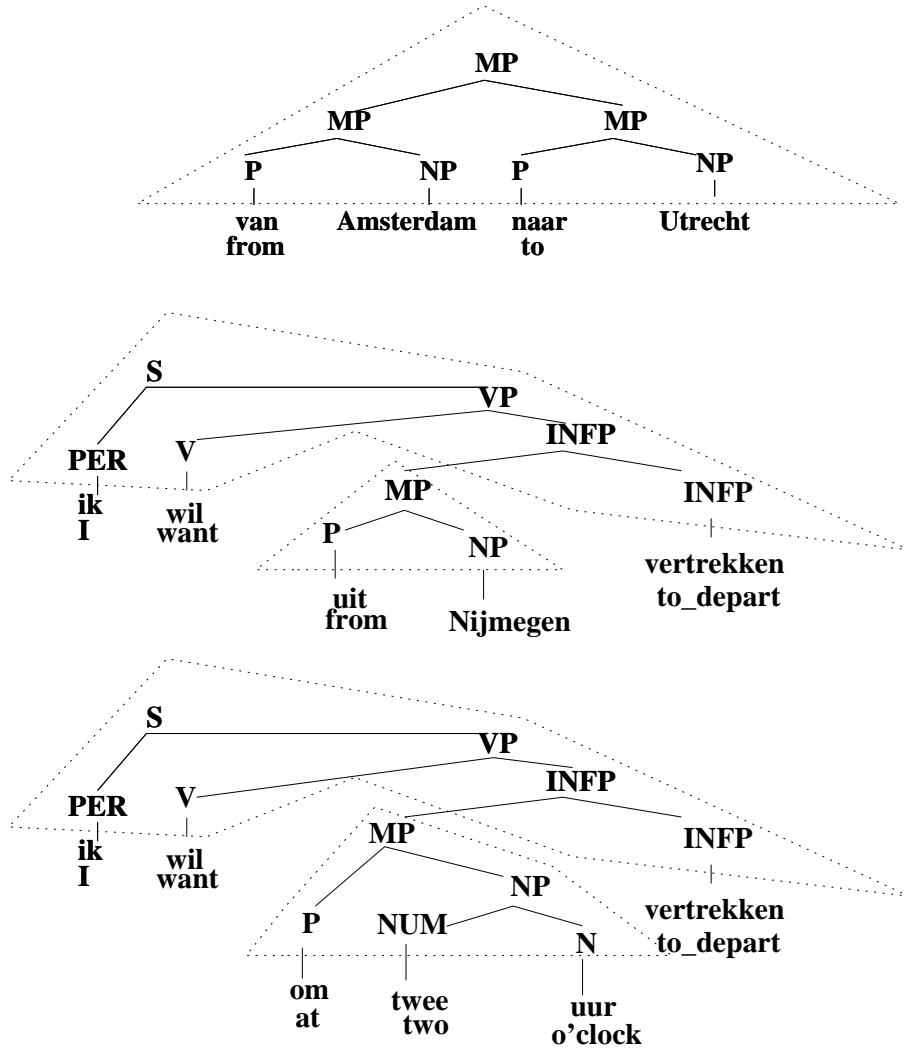 MP
MP MP
P NP P NP
van Amsterdam naar Utrecht
from to
S
VP
PER V INFP
MP INFP
ik wil
I want
P NP
vertrekken
uit to_depart
from Nijmegen
S
VP
PER V INFP
MP INFP
ik wil
I want
NP
P NUM N vertrekken
to_depart
om twee uur
at two o'clock